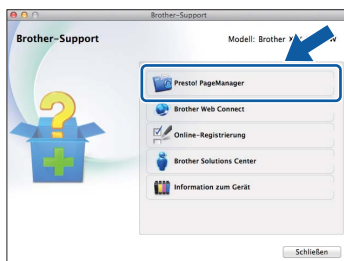 Brother-Support
Brother-Support
Modell: Brother
Presto! PageManager
Brother Web Connect
Online-Registrierung
Brother Solutions Center
Information zum Gerät
Schließen